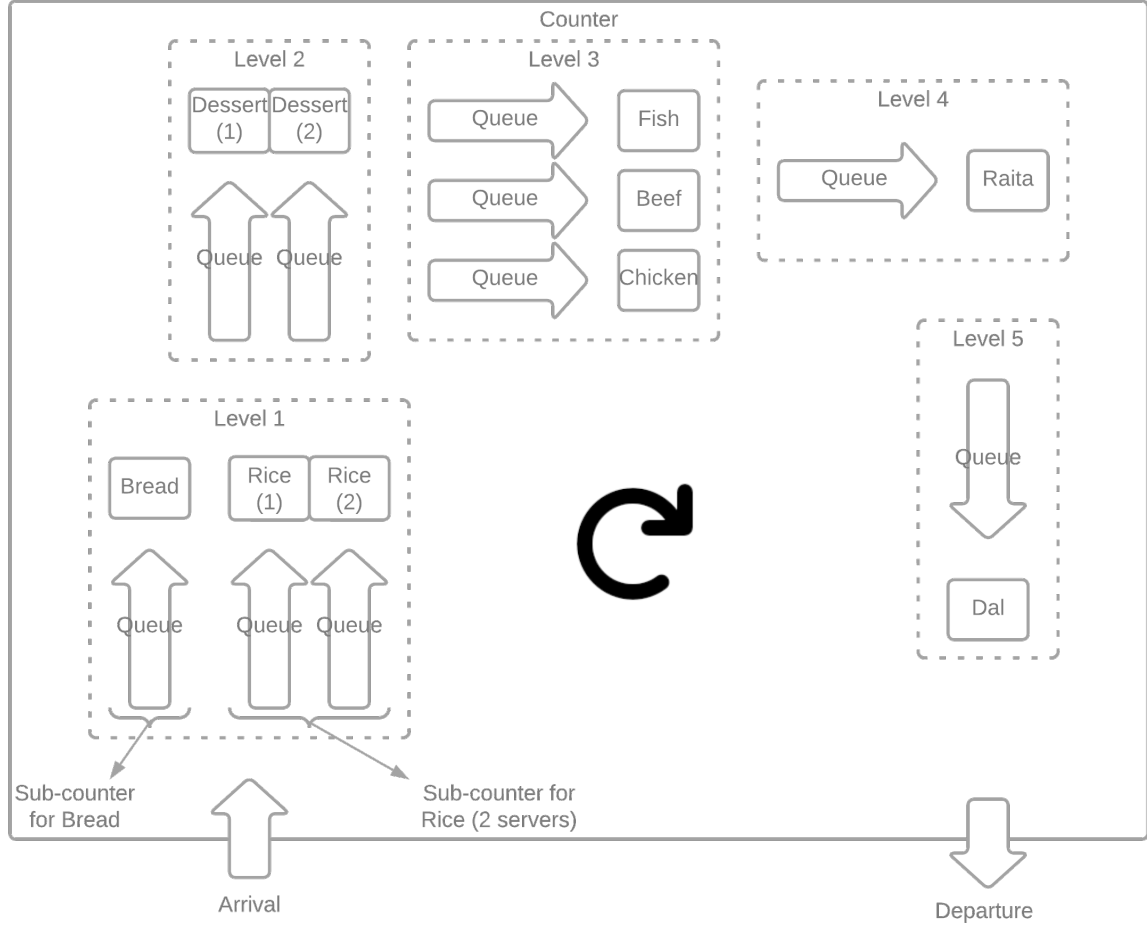 Counter
Level 2
Dessert
(1)
Dessert
(2)
Queue
Queue
Level 3
Queue
Fish
Queue
Beef
Queue
Chicken
Level 4
Queue
Raita
Level 5
Queue
Dal
Level 1
Bread
Rice
(1)
Rice
(2)
Queue
Queue
Queue
Sub-counter
for Bread
Sub-counter for
Rice (2 servers)
Arrival
Departure